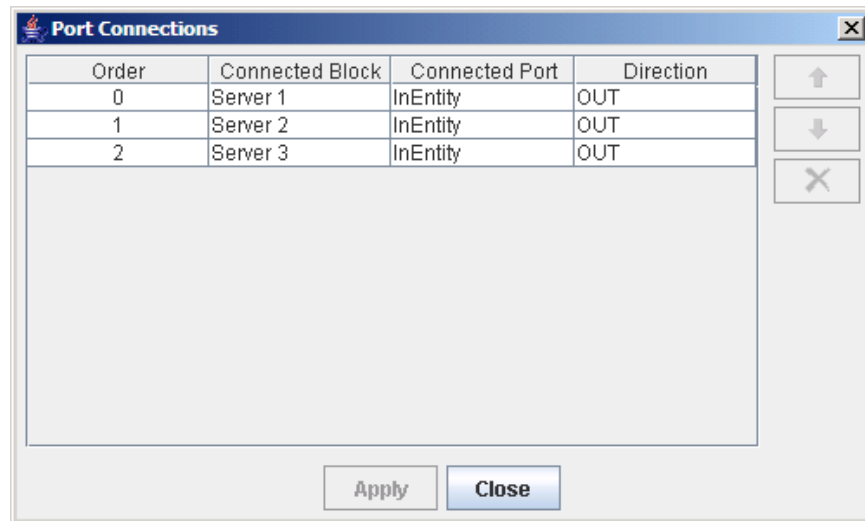 Port Connections
Order Connected Block Connected Port Direction
0 Server 1 InEntity OUT
1 Server 2 InEntity OUT
2 Server 3 InEntity OUT
Apply Close